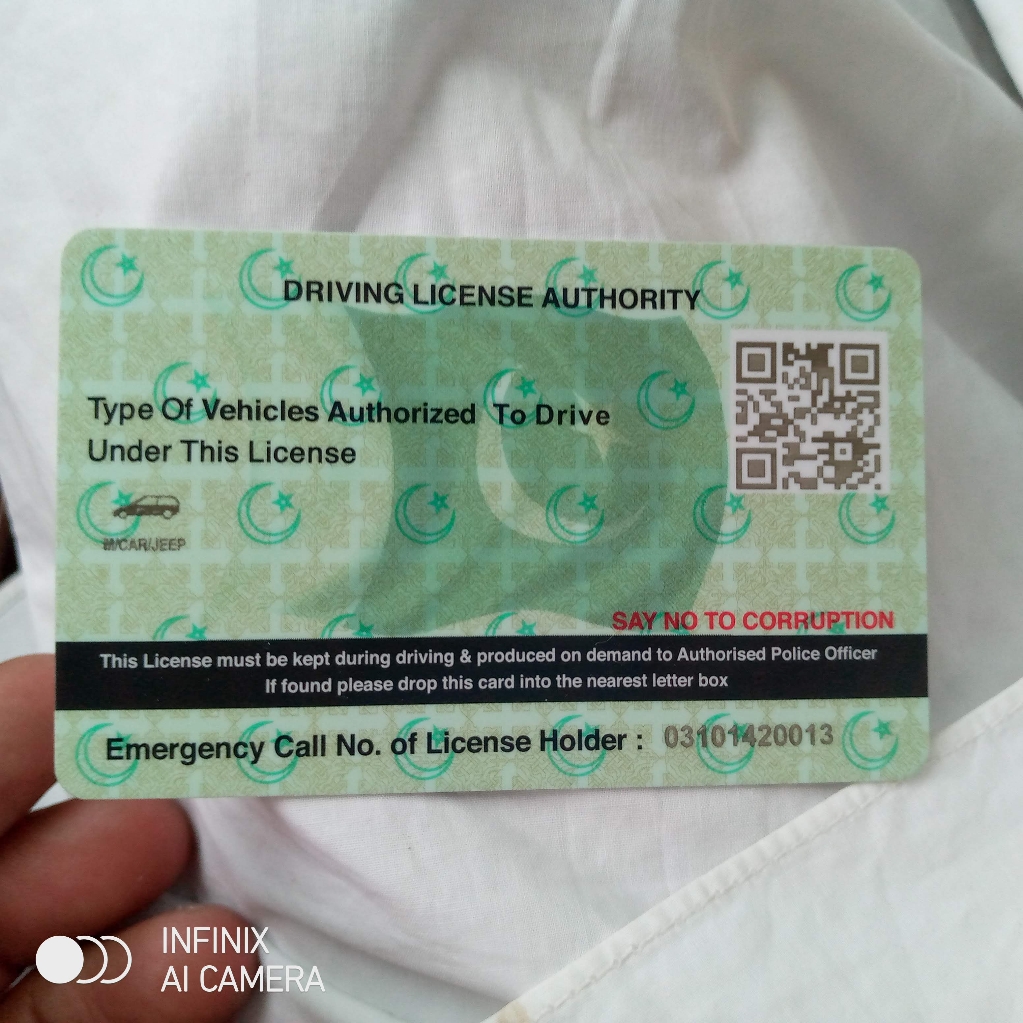 DRIVING LICENSE AUTHORITY
Type Of Vehicles Authorized To Drive
Under This License
M/CAR/JEEP
SAY NO TO CORRUPTION
This License must be kept during driving & produced on demand to Authorised Police Officer
If found please drop this card into the nearest letter box
Emergency Call No. of License Holder : 03101420013
INFINIX
AI CAMERA